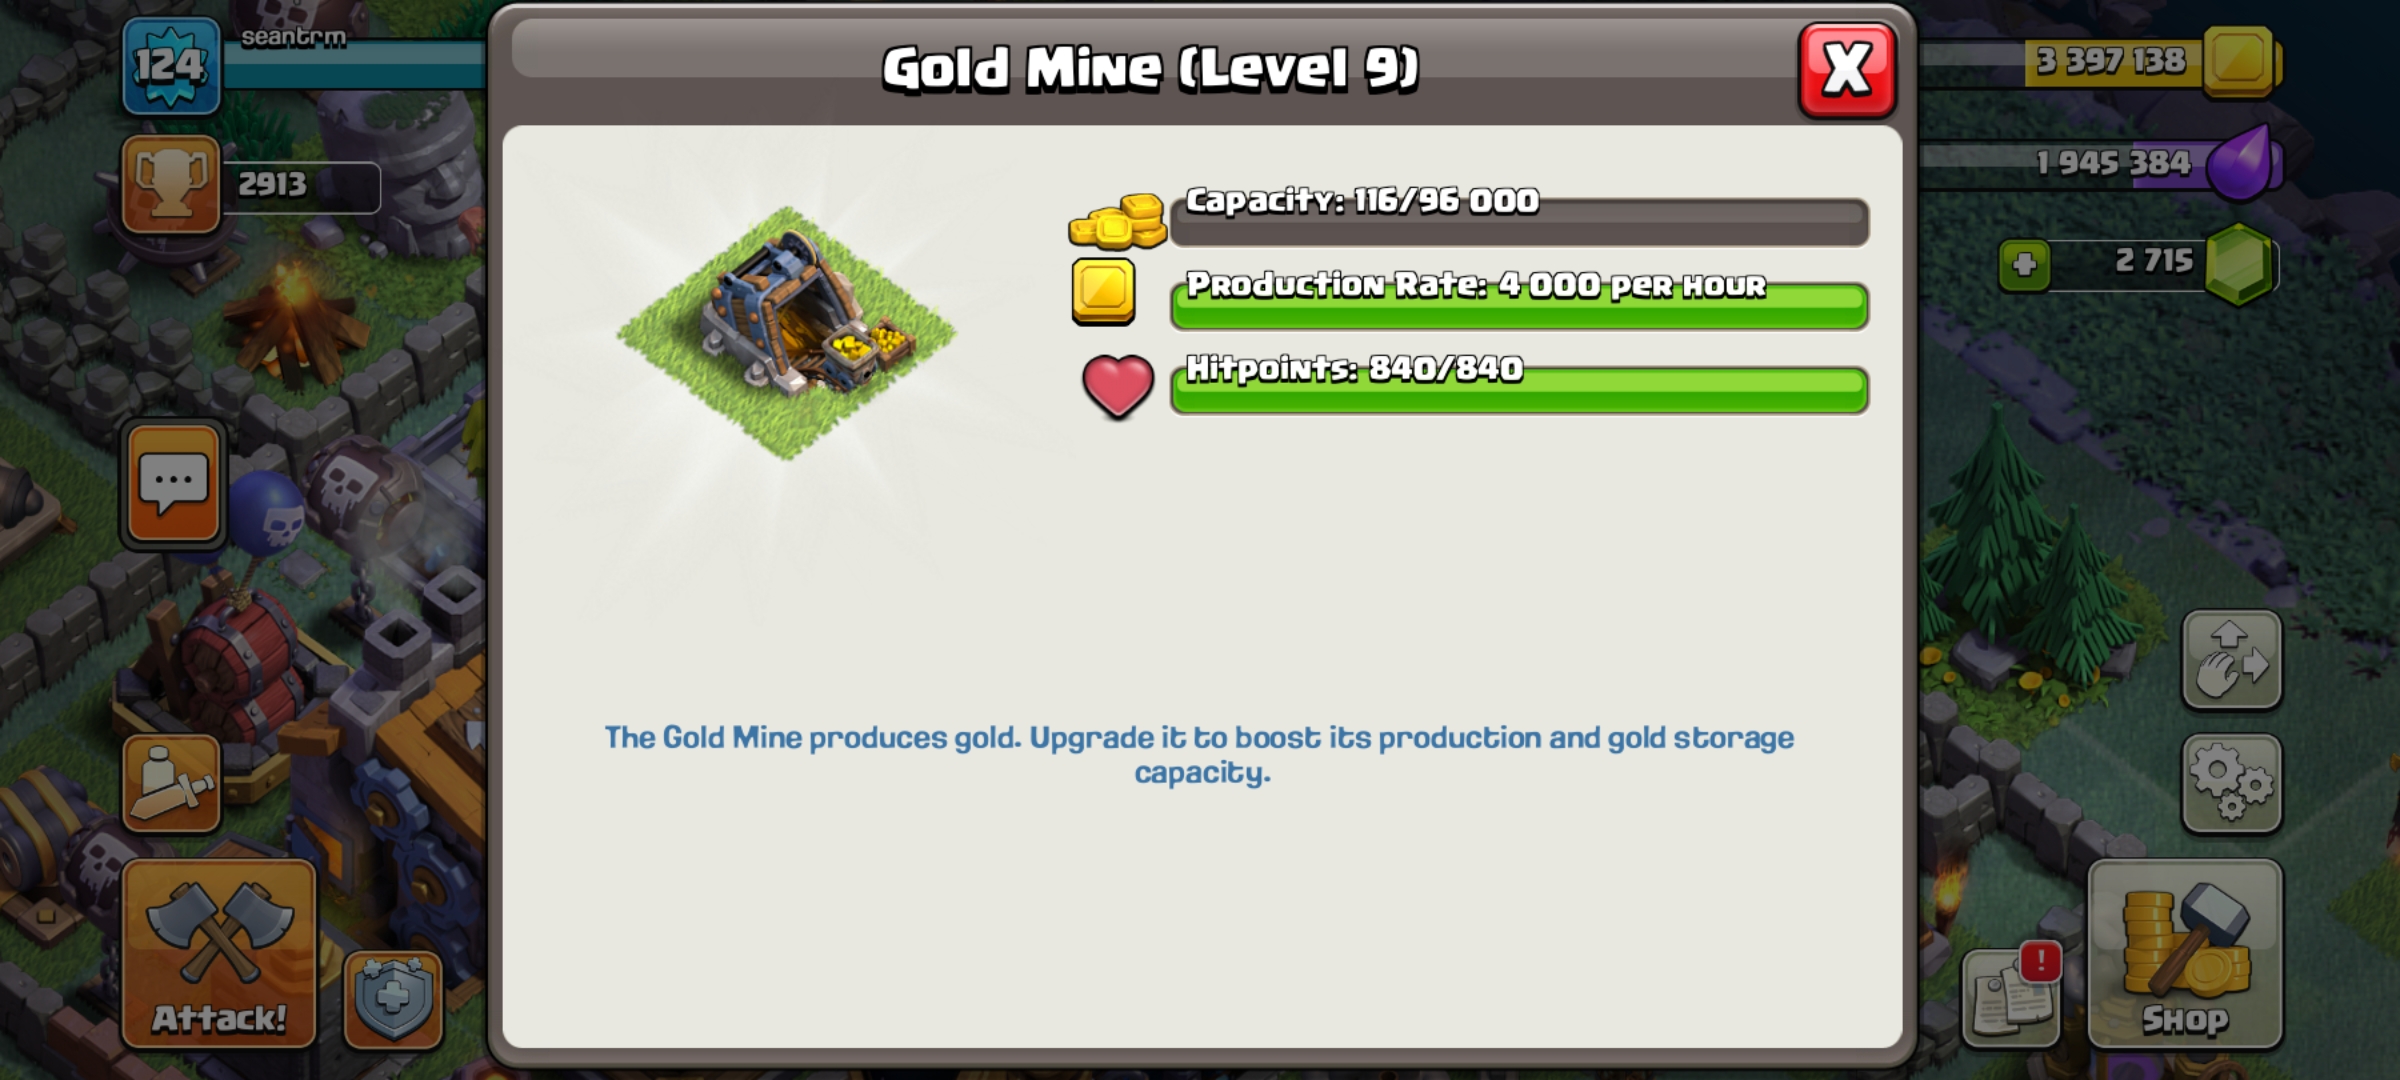 124
seantrm
2913
Attack!
Gold Mine (Level 9)
X
Capacity: 116/96 000
Production Rate: 4 000 per hour
Hitpoints: 840/840
The Gold Mine produces gold. Upgrade it to boost its production and gold storage
capacity.
3 397 138
1 945 384
2 715
!
Shop